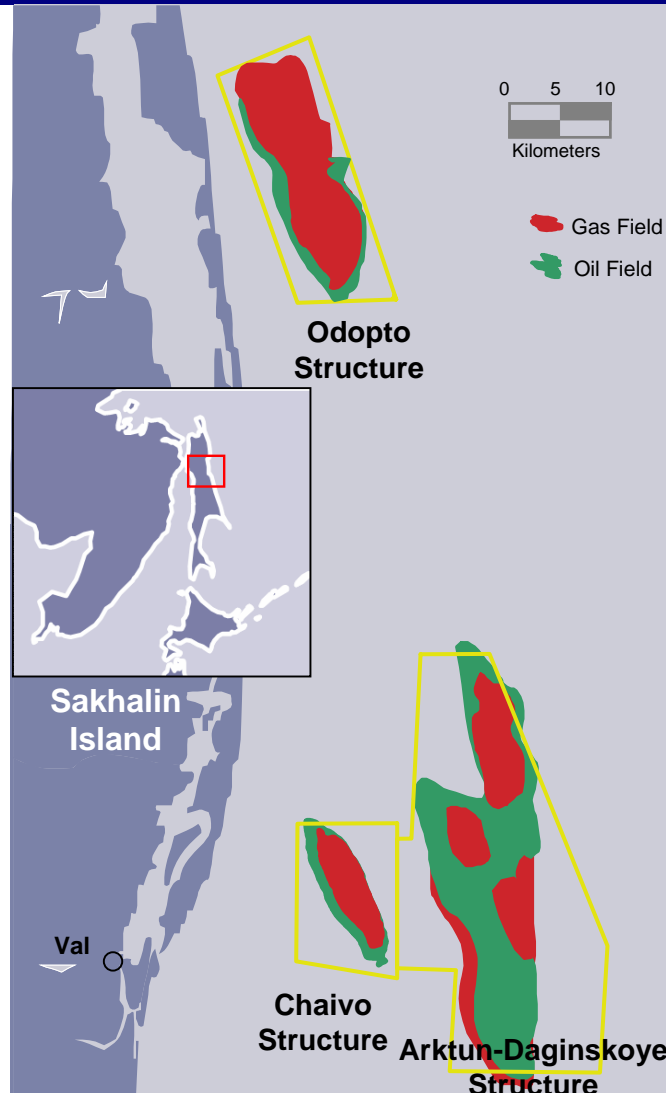 0 5 10
Kilometers
Gas Field
Oil Field
Odopto
Structure
Sakhalin
Island
Val
Chaivo
Structure
Arktun-Daginskoye
Structure